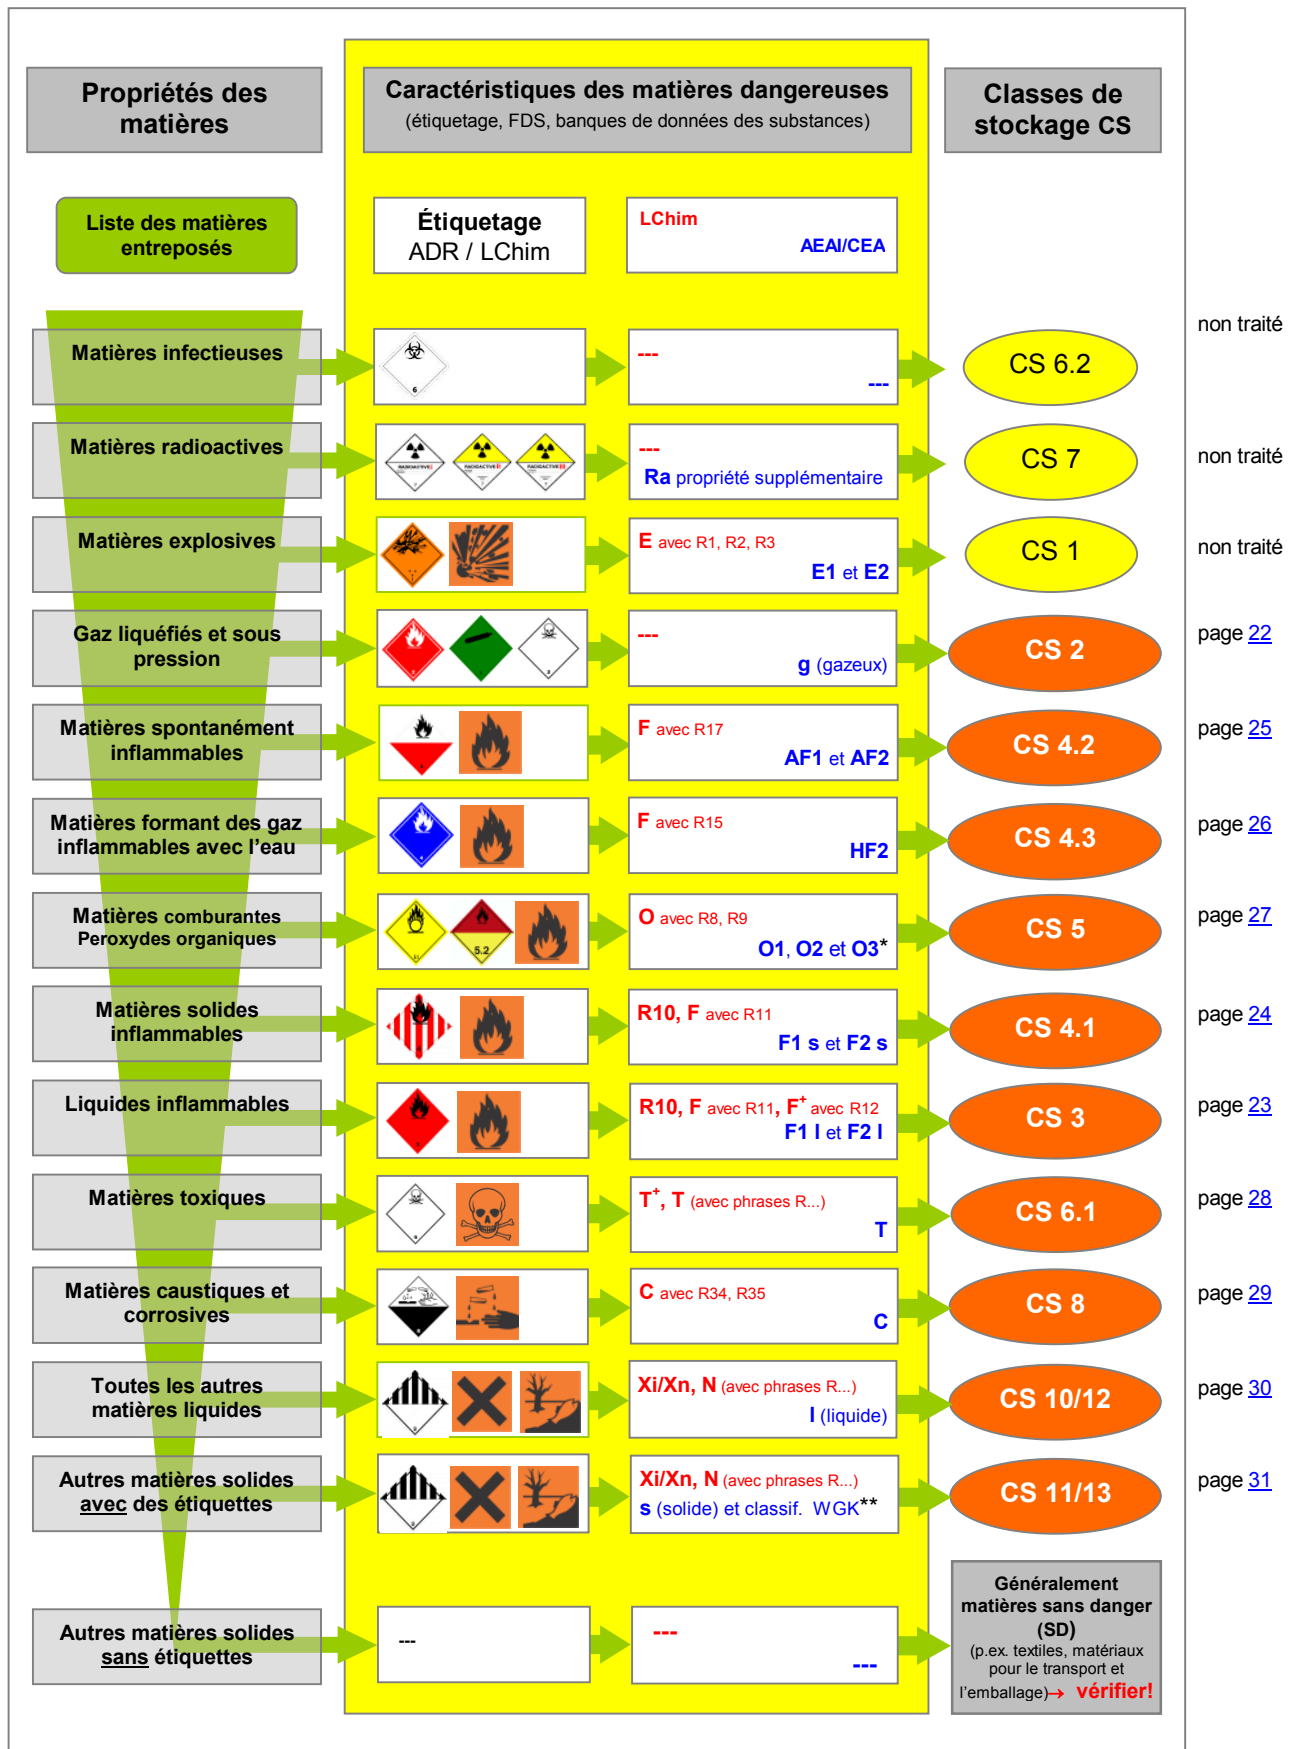 Propriétés des
matières
Caractéristiques des matières dangereuses
(étiquetage, FDS, banques de données des substances)
Classes de
stockage CS
Liste des matières
entreposés
Étiquetage
ADR / LChim
LChim
AEAI/CEA
Matières infectieuses
6
---
---
CS 6.2
non traité
Matières radioactives
RADIOACTIVE I
RADIOACTIVE II
RADIOACTIVE III
---
Ra propriété supplémentaire
CS 7
non traité
Matières explosives
E avec R1, R2, R3
E1 et E2
CS 1
non traité
Gaz liquéfiés et sous
pression
---
g (gazeux)
CS 2
page 22
Matières spontanément
inflammables
F avec R17
AF1 et AF2
CS 4.2
page 25
Matières formant des gaz
inflammables avec l'eau
F avec R15
HF2
CS 4.3
page 26
Matières comburantes
Peroxydes organiques
5.2
O avec R8, R9
O1, O2 et O3*
CS 5
page 27
Matières solides
inflammables
R10, F avec R11
F1 s et F2 s
CS 4.1
page 24
Liquides inflammables
R10, F avec R11, F+ avec R12
F1 l et F2 l
CS 3
page 23
Matières toxiques
T+, T (avec phrases R...)
T
CS 6.1
page 28
Matières caustiques et
corrosives
C avec R34, R35
C
CS 8
page 29
Toutes les autres
matières liquides
Xi/Xn, N (avec phrases R...)
l (liquide)
CS 10/12
page 30
Autres matières solides
avec des étiquettes
Xi/Xn, N (avec phrases R...)
s (solide) et classif. WGK**
CS 11/13
page 31
Autres matières solides
sans étiquettes
---
---
---
Généralement
matières sans danger
(SD)
(p.ex. textiles, matériaux
pour le transport et
l'emballage)→ vérifier!